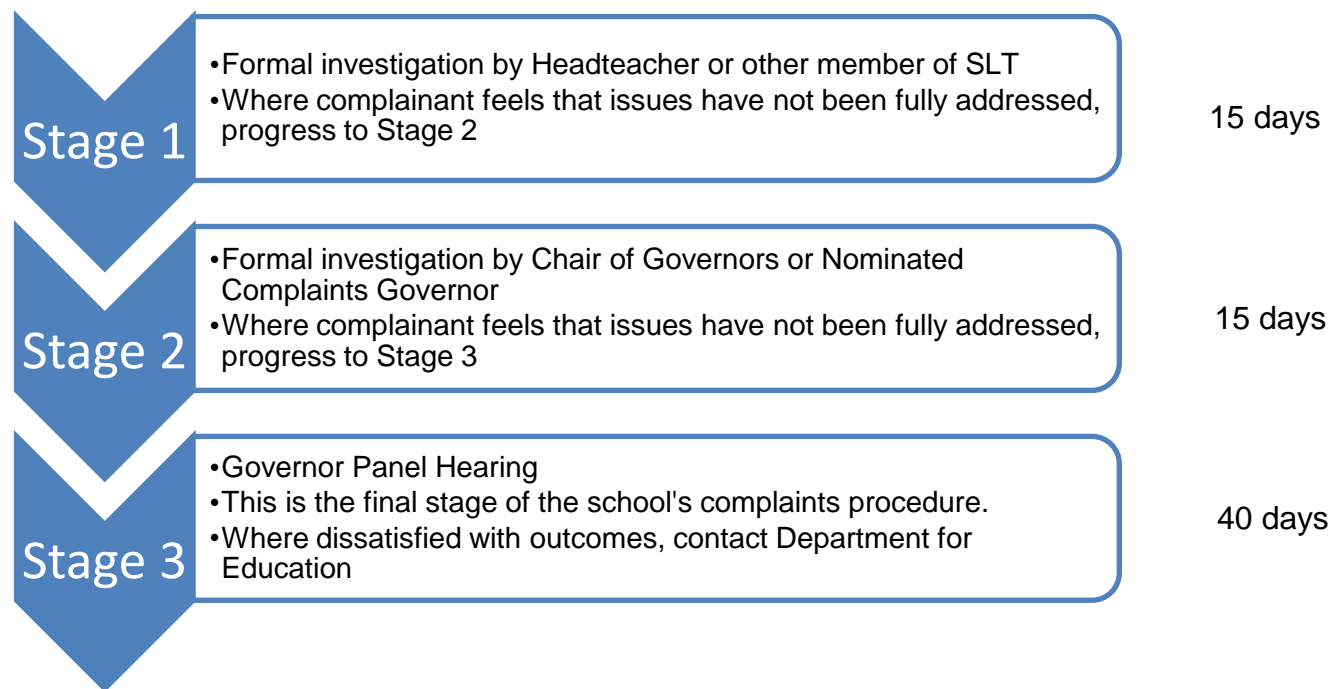 Stage 1
•Formal investigation by Headteacher or other member of SLT
•Where complainant feels that issues have not been fully addressed,
progress to Stage 2
15 days
Stage 2
•Formal investigation by Chair of Governors or Nominated
Complaints Governor
•Where complainant feels that issues have not been fully addressed,
progress to Stage 3
15 days
Stage 3
•Governor Panel Hearing
•This is the final stage of the school's complaints procedure.
•Where dissatisfied with outcomes, contact Department for
Education
40 days